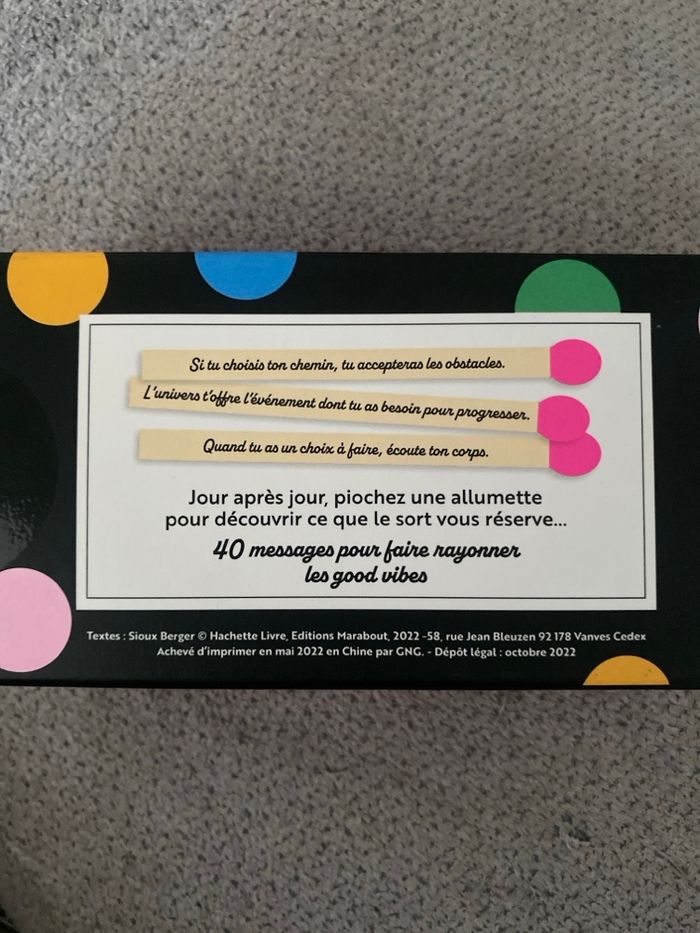 Si tu choisis ton chemin, tu accepteras les obstacles.
L'univers t'offre l'événement dont tu as besoin pour progresser.
Quand tu as un choix à faire, écoute ton corps.
Jour après jour, piochez une allumette
pour découvrir ce que le sort vous réserve...
40 messages pour faire rayonner
les good vibes
Textes : Sioux Berger © Hachette Livre, Editions Marabout, 2022 -58, rue Jean Bleuzen 92 178 Vanves Cedex
Achevé d'imprimer en mai 2022 en Chine par GNG. - Dépôt légal : octobre 2022